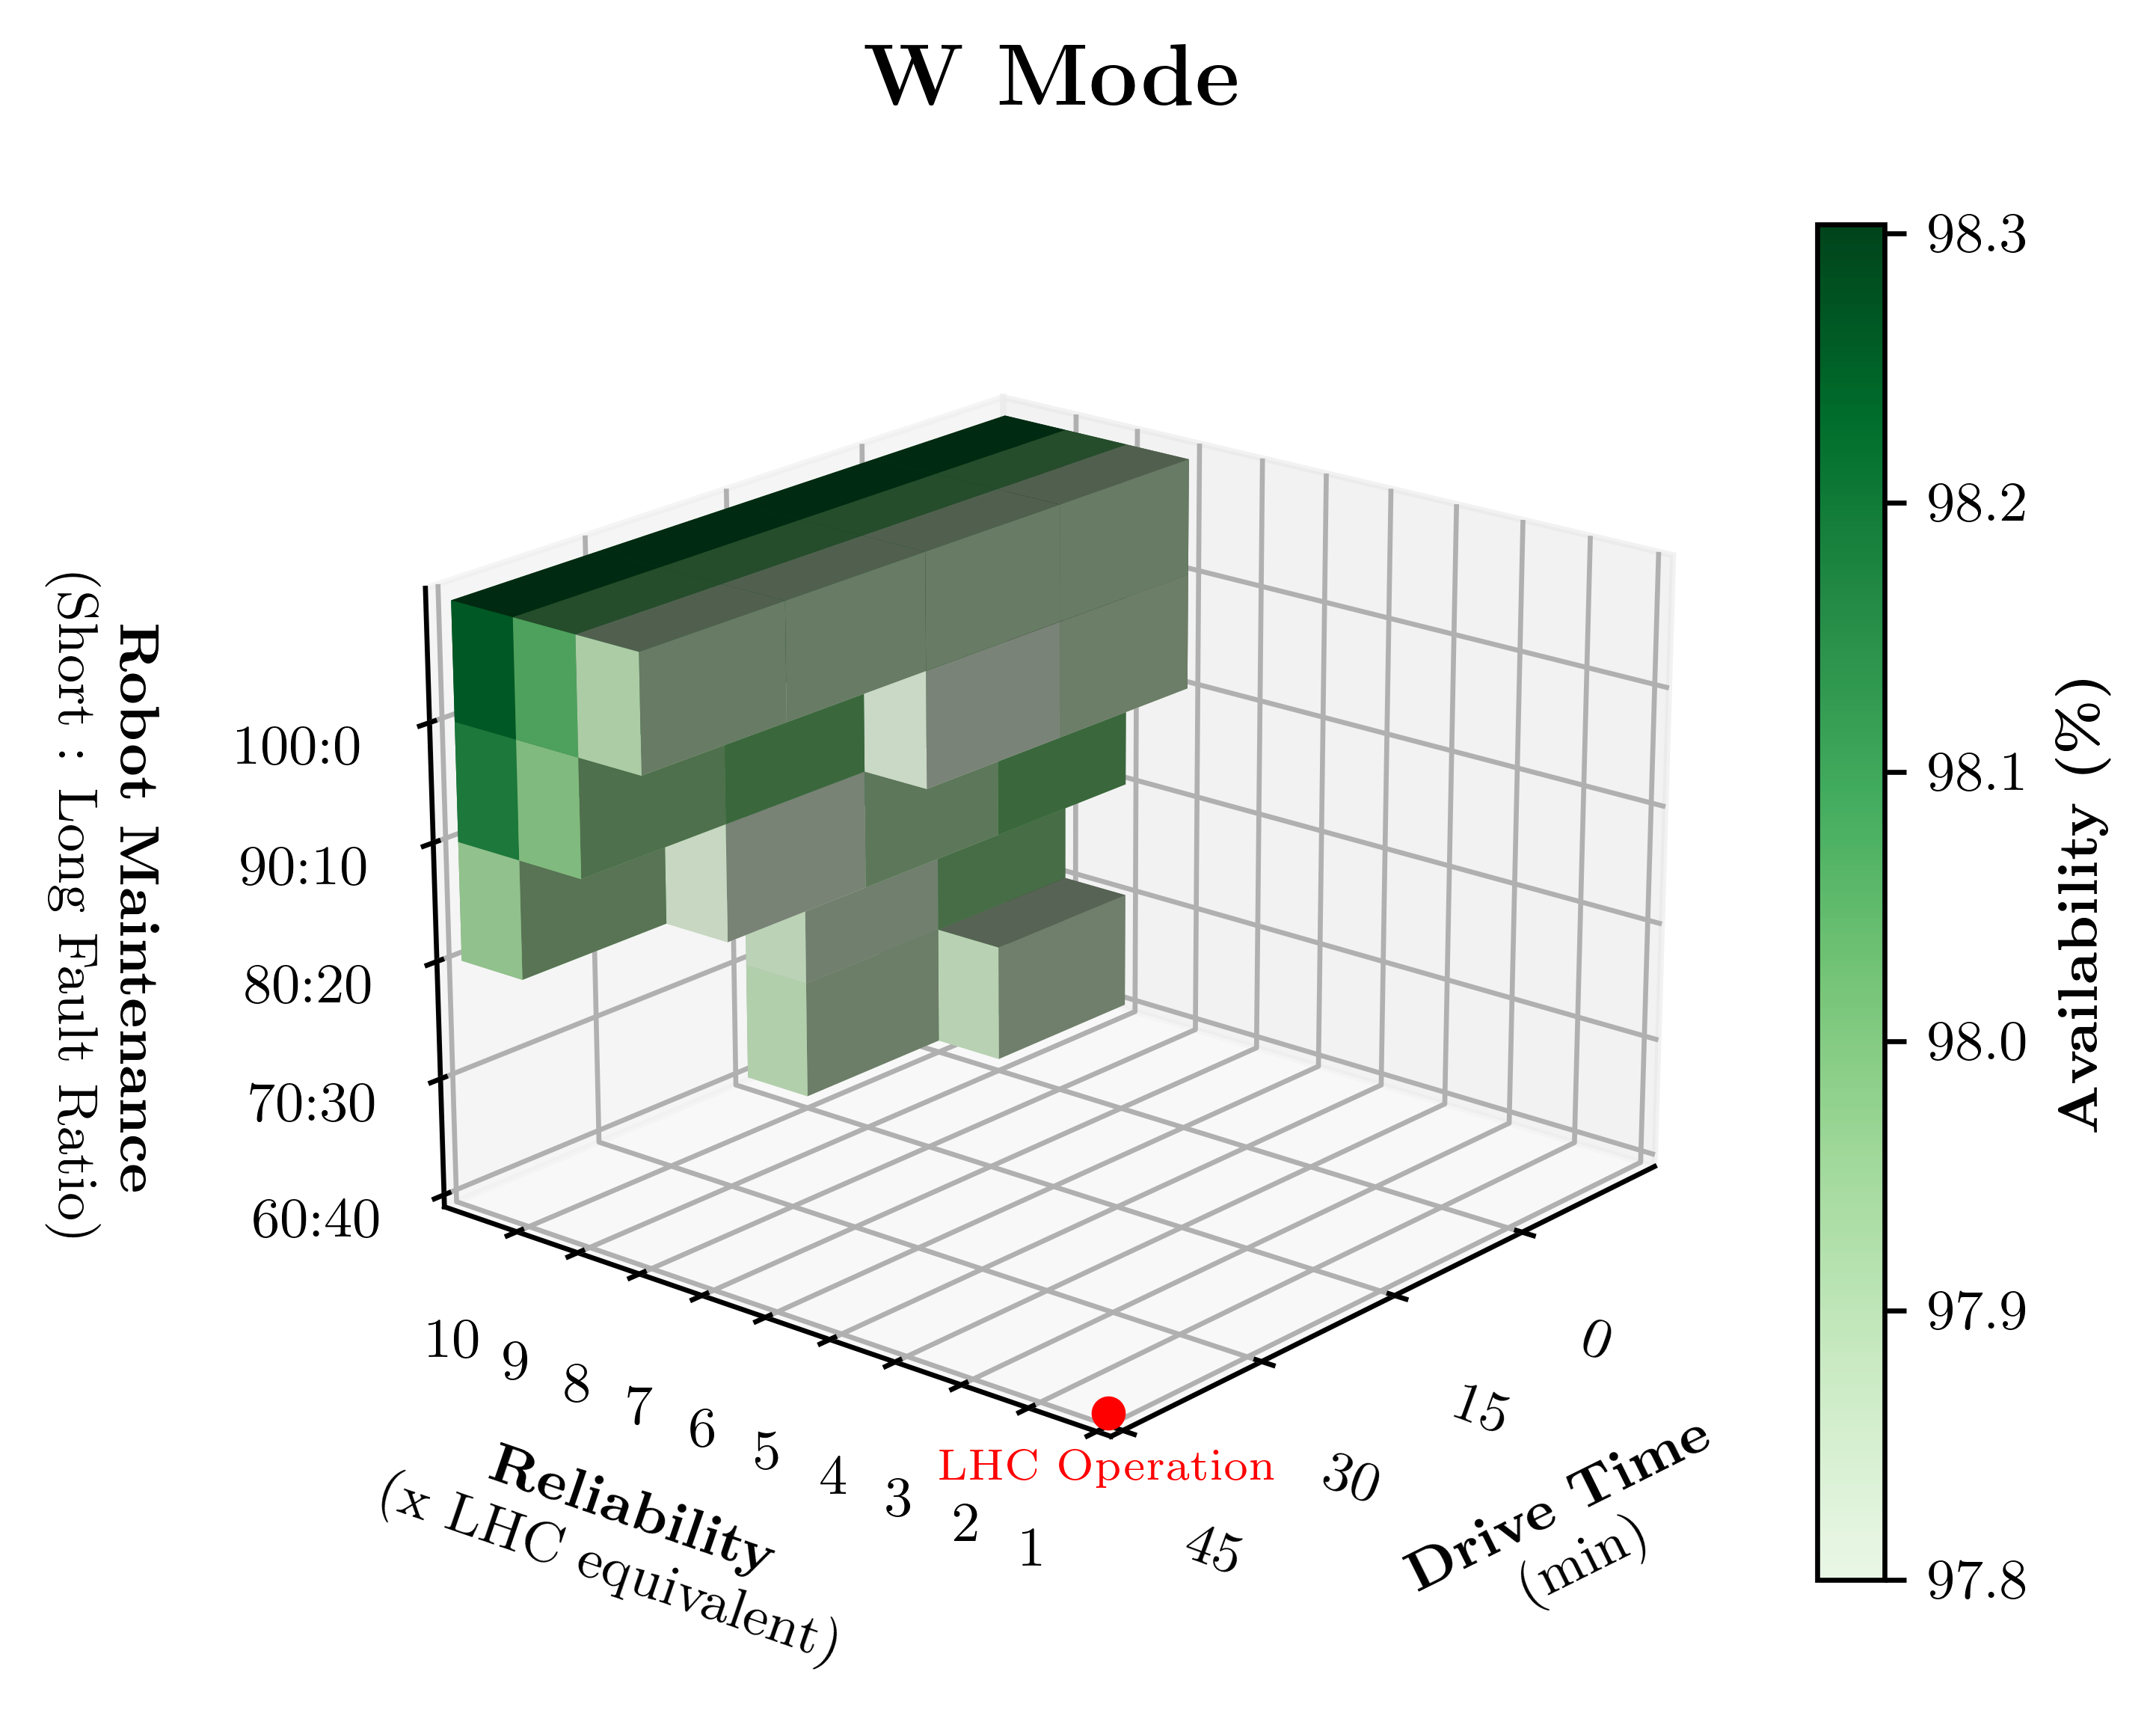 W Mode
98.3
98.2
98.1
98.0
97.9
97.8
Availability (%)
Robot Maintenance
(Short : Long Fault Ratio)
100:0
90:10
80:20
70:30
60:40
10
9
8
7
6
5
4
3
2
1
Reliability
(x LHC equivalent)
LHC Operation
0
15
30
45
Drive Time
(min)